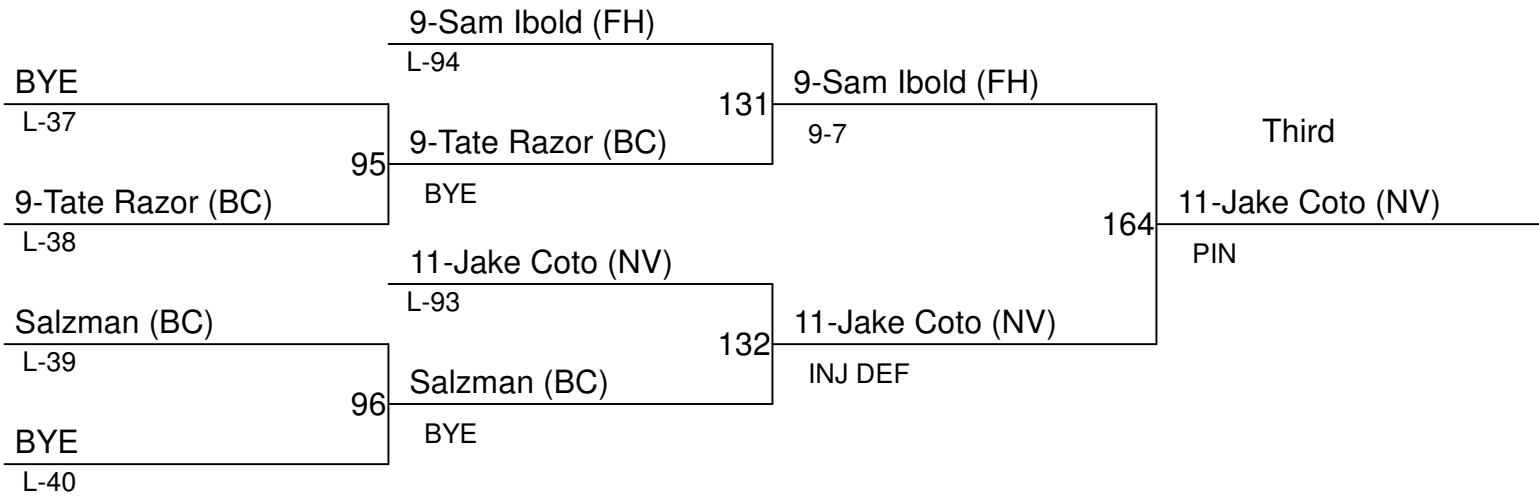 9-Sam Ibold (FH)
L-94
BYE
L-37
131
9-Sam Ibold (FH)
9-7
Third
95
9-Tate Razor (BC)
BYE
9-Tate Razor (BC)
L-38
164
11-Jake Coto (NV)
PIN
11-Jake Coto (NV)
L-93
Salzman (BC)
L-39
132
11-Jake Coto (NV)
INJ DEF
96
Salzman (BC)
BYE
BYE
L-40